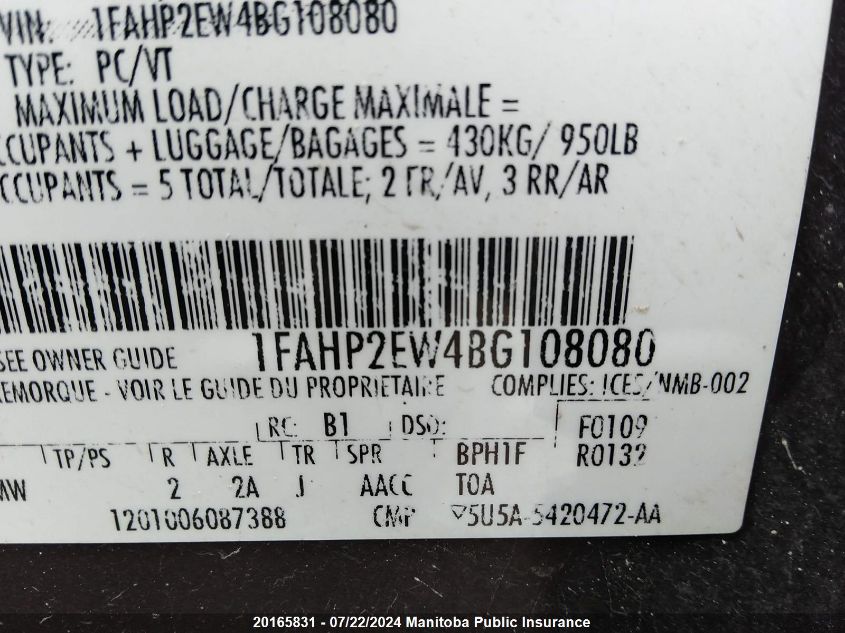 VIN: 1FAHP2EW4BG108080
TYPE: PC/VT
MAXIMUM LOAD/CHARGE MAXIMALE =
CCUPANTS + LUGGAGE/BAGAGES = 430KG/ 950LB
CCUPANTS = 5 TOTAL/TOTALE; 2 FR/AV, 3 RR/AR
SEE OWNER GUIDE 1FAHP2EW4BG108080
REMORQUE - VOIR LE GUIDE DU PROPRIETAIRE COMPLIES: ICES/NMB-002
RC: B1 DSO: F0109
TP/PS R AXLE TR SPR BPH1F R0132
MW 2 2A J AACC TOA
1201006087388 CMP ▽5U5A-5420472-AA
20165831 - 07/22/2024 Manitoba Public Insurance